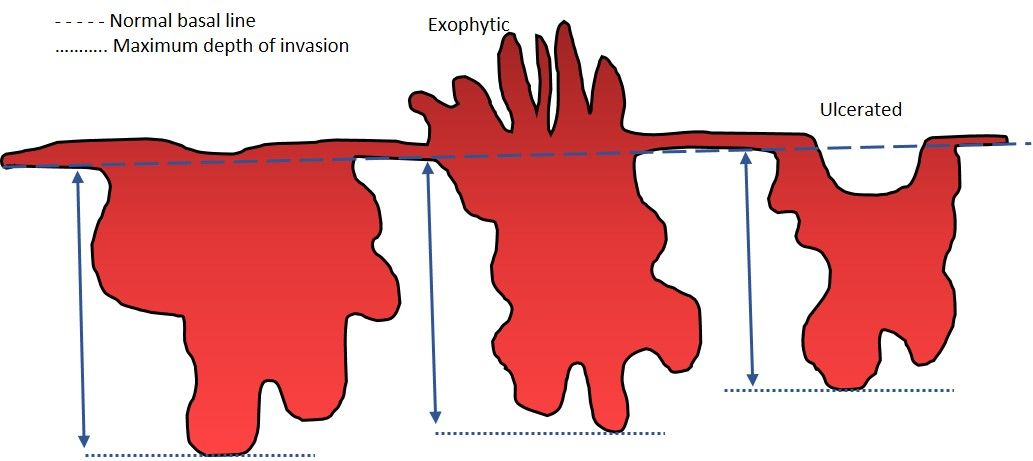 - - - - - Normal basal line
........... Maximum depth of invasion
Exophytic
Ulcerated